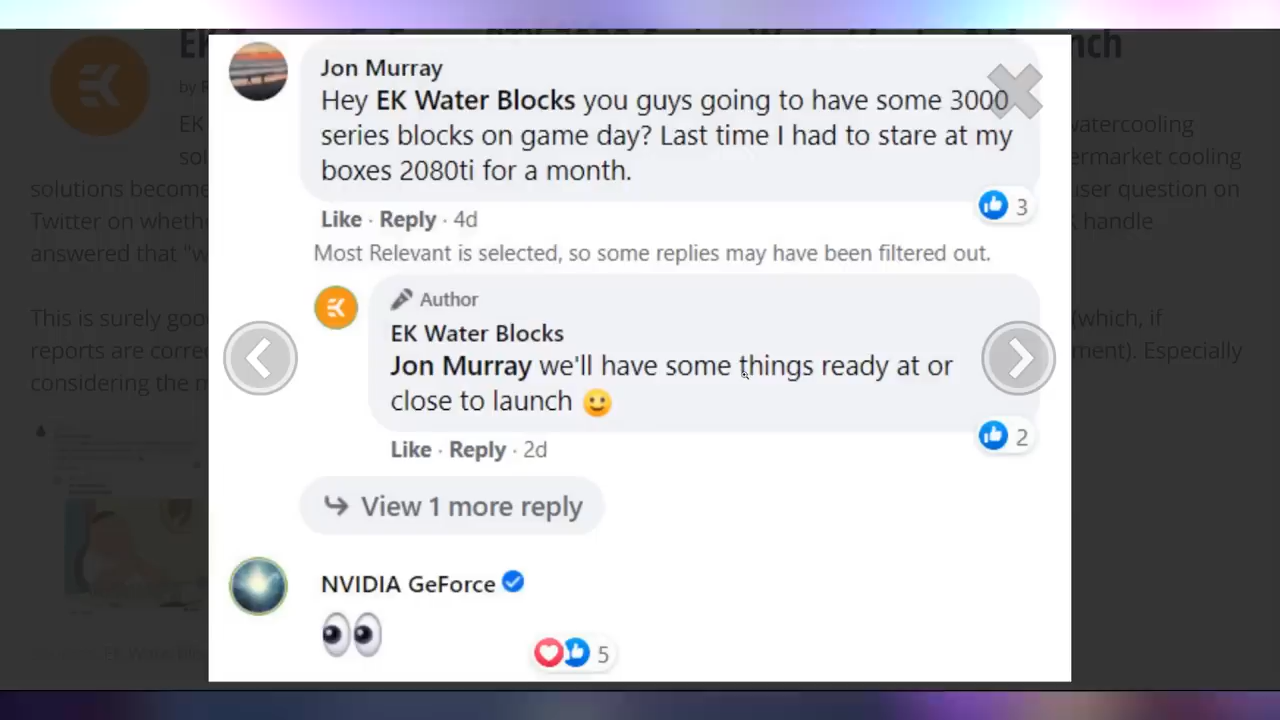 Jon Murray
Hey EK Water Blocks you guys going to have some 3000
series blocks on game day? Last time I had to stare at my
boxes 2080ti for a month.
3
Like · Reply · 4d
Most Relevant is selected, so some replies may have been filtered out.
Author
EK Water Blocks
Jon Murray we'll have some things ready at or
close to launch 🙂
2
Like · Reply · 2d
View 1 more reply
NVIDIA GeForce
👀
5
by
EK
watercooling
sol
ermarket cooling
solutions become
user question on
Twitter on wheth
handle
answered that "w
This is surely goo
(which, if
reports are corre
ment). Especially
considering the m